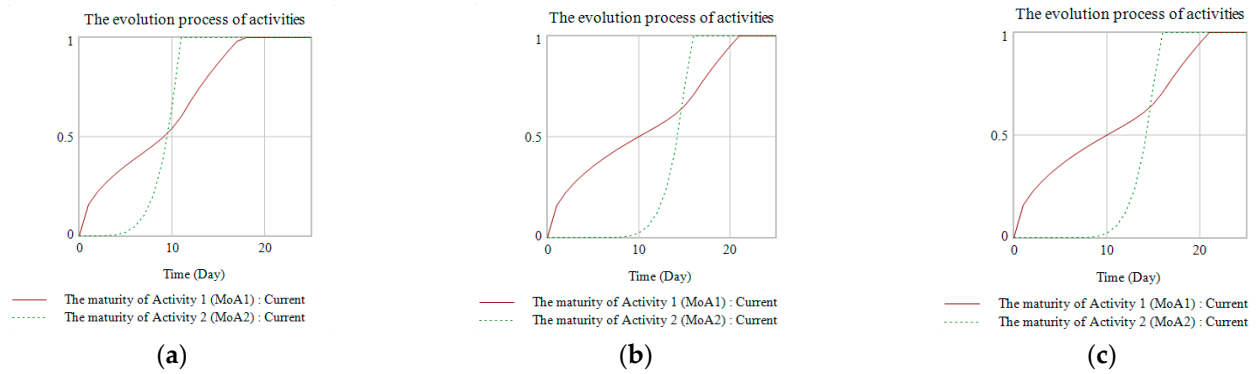 The evolution process of activities
1
0.5
0
0
10
20
Time (Day)
The maturity of Activity 1 (MoA1) : Current
The maturity of Activity 2 (MoA2) : Current
(a)
The evolution process of activities
1
0.5
0
0
10
20
Time (Day)
The maturity of Activity 1 (MoA1) : Current
The maturity of Activity 2 (MoA2) : Current
(b)
The evolution process of activities
1
0.5
0
0
10
20
Time (Day)
The maturity of Activity 1 (MoA1) : Current
The maturity of Activity 2 (MoA2) : Current
(c)